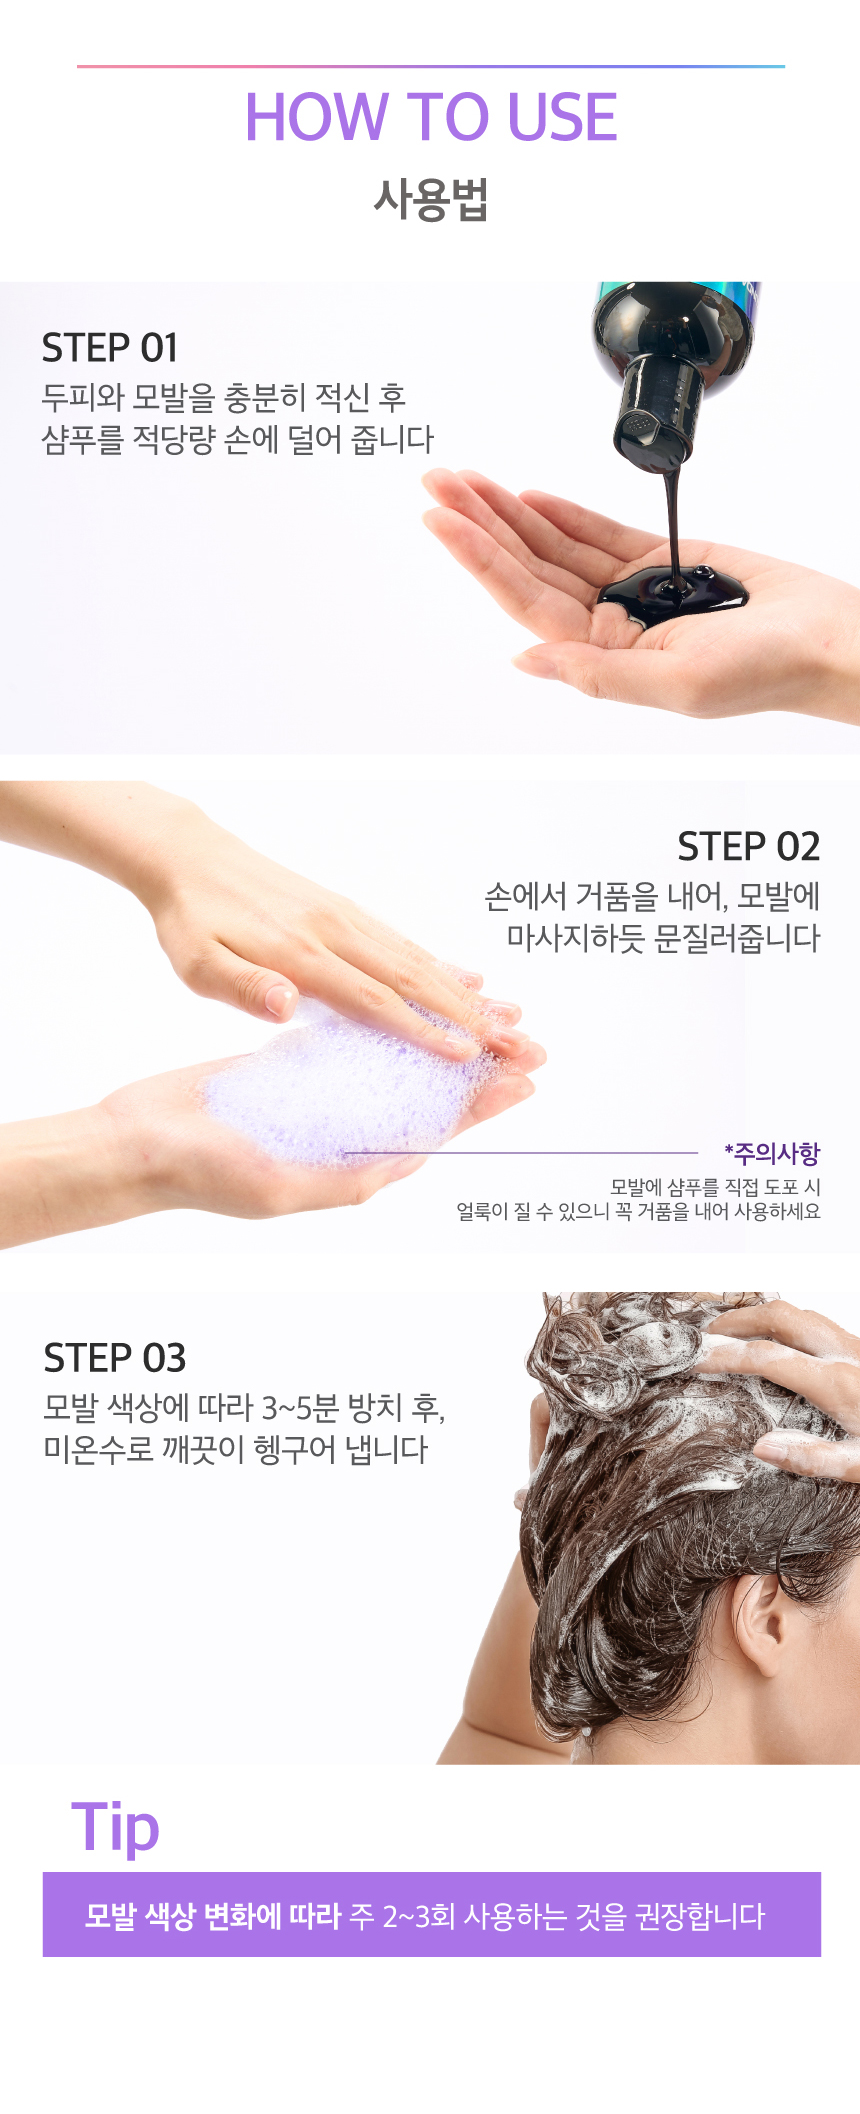 HOW TO USE
사용법
STEP 01
두피와 모발을 충분히 적신 후
샴푸를 적당량 손에 덜어 줍니다
STEP 02
손에서 거품을 내어, 모발에
마사지하듯 문질러줍니다
*주의사항
모발에 샴푸를 직접 도포 시
얼룩이 질 수 있으니 꼭 거품을 내어 사용하세요
STEP 03
모발 색상에 따라 3~5분 방치 후,
미온수로 깨끗이 헹구어 냅니다
Tip
모발 색상 변화에 따라 주 2~3회 사용하는 것을 권장합니다